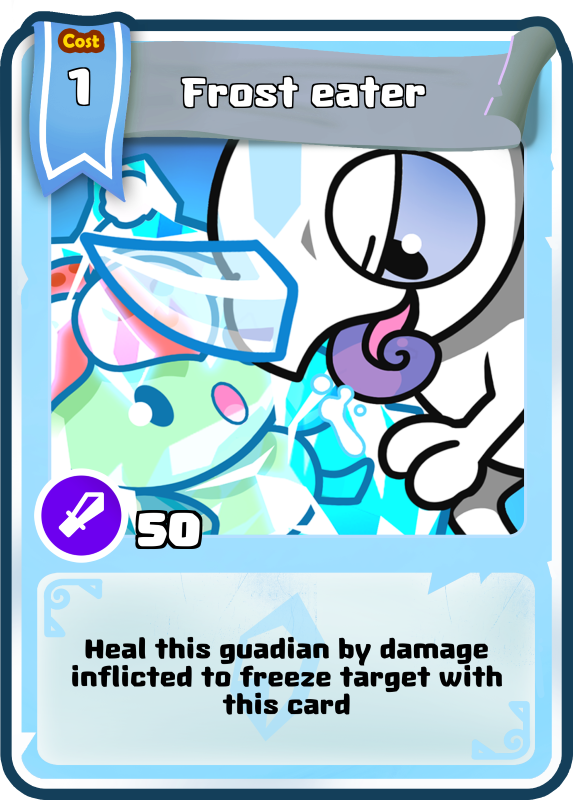 Cost
1
Frost eater
50
Heal this guadian by damage
inflicted to freeze target with
this card